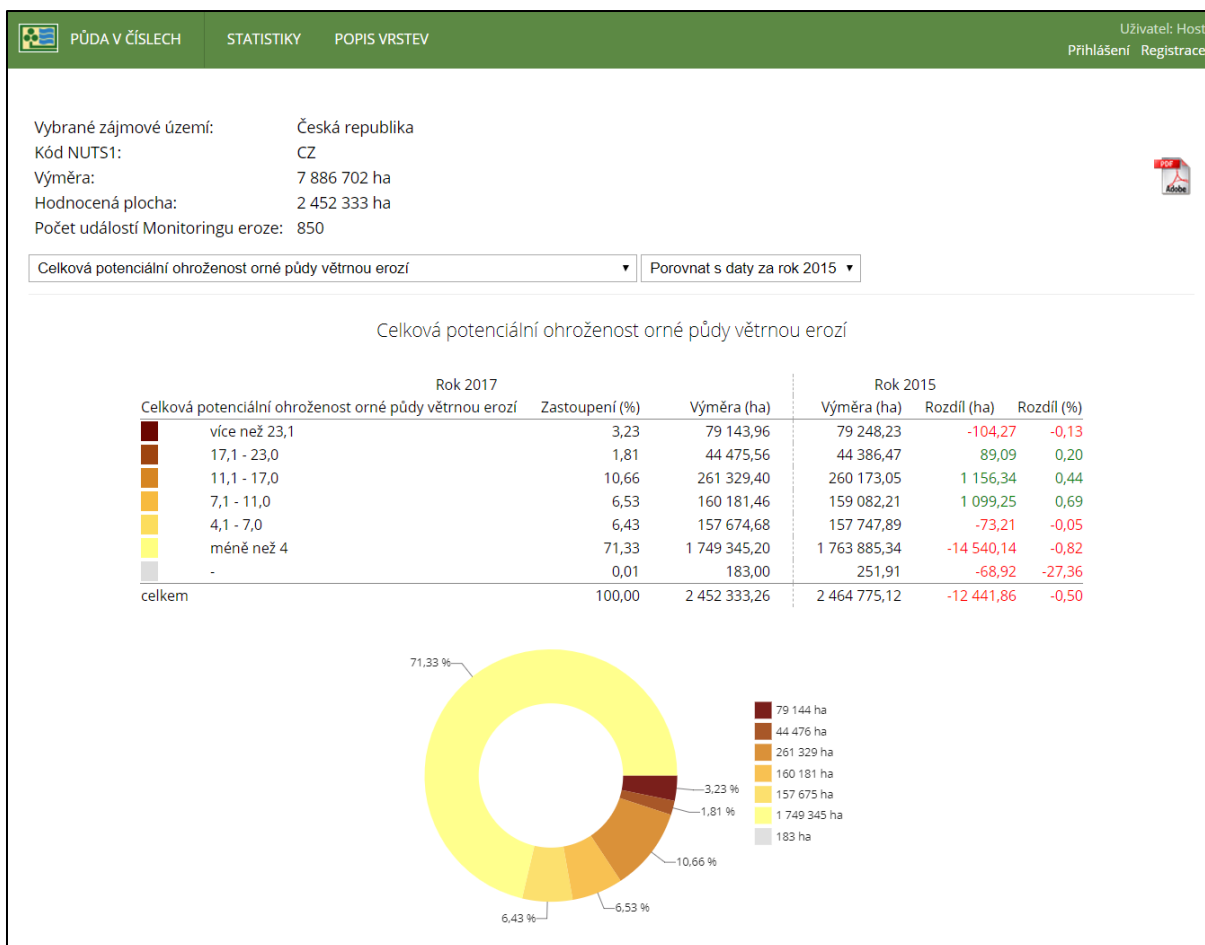 PŮDA V ČÍSLECH STATISTIKY POPIS VRSTEV
Uživatel: Host
Přihlášení Registrace
Vybrané zájmové území: Česká republika
Kód NUTS1: CZ
Výměra: 7 886 702 ha
Hodnocená plocha: 2 452 333 ha
Počet událostí Monitoringu eroze: 850
PDF
Adobe
Celková potenciální ohroženost orné půdy větrnou erozí Porovnat s daty za rok 2015
Celková potenciální ohroženost orné půdy větrnou erozí
Rok 2017 Rok 2015
Celková potenciální ohroženost orné půdy větrnou erozí Zastoupení (%) Výměra (ha) Výměra (ha) Rozdíl (ha) Rozdíl (%)
více než 23,1 3,23 79 143,96 79 248,23 -104,27 -0,13
17,1 - 23,0 1,81 44 475,56 44 386,47 89,09 0,20
11,1 - 17,0 10,66 261 329,40 260 173,05 1 156,34 0,44
7,1 - 11,0 6,53 160 181,46 159 082,21 1 099,25 0,69
4,1 - 7,0 6,43 157 674,68 157 747,89 -73,21 -0,05
méně než 4 71,33 1 749 345,20 1 763 885,34 -14 540,14 -0,82
- 0,01 183,00 251,91 -68,92 -27,36
celkem 100,00 2 452 333,26 2 464 775,12 -12 441,86 -0,50
71,33 %
3,23 %
1,81 %
10,66 %
6,53 %
6,43 %
79 144 ha
44 476 ha
261 329 ha
160 181 ha
157 675 ha
1 749 345 ha
183 ha